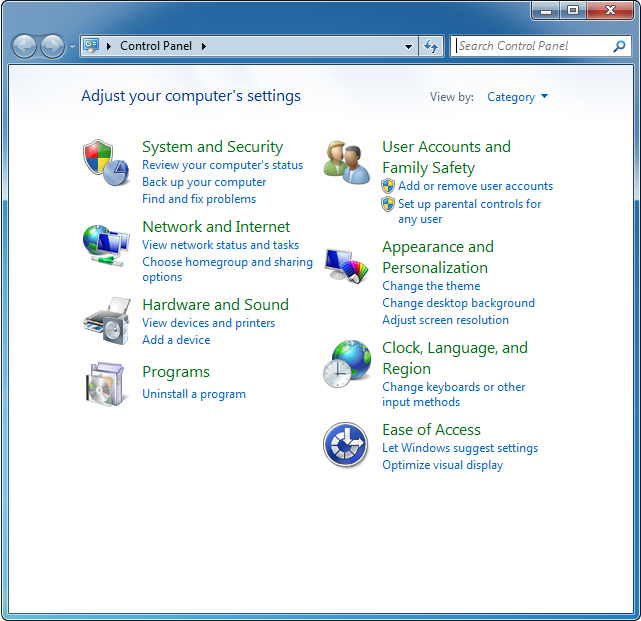 Control Panel
Search Control Panel
Adjust your computer's settings
View by:
Category
System and Security
Review your computer's status
Back up your computer
Find and fix problems
Network and Internet
View network status and tasks
Choose homegroup and sharing
options
Hardware and Sound
View devices and printers
Add a device
Programs
Uninstall a program
User Accounts and
Family Safety
Add or remove user accounts
Set up parental controls for
any user
Appearance and
Personalization
Change the theme
Change desktop background
Adjust screen resolution
Clock, Language, and
Region
Change keyboards or other
input methods
Ease of Access
Let Windows suggest settings
Optimize visual display